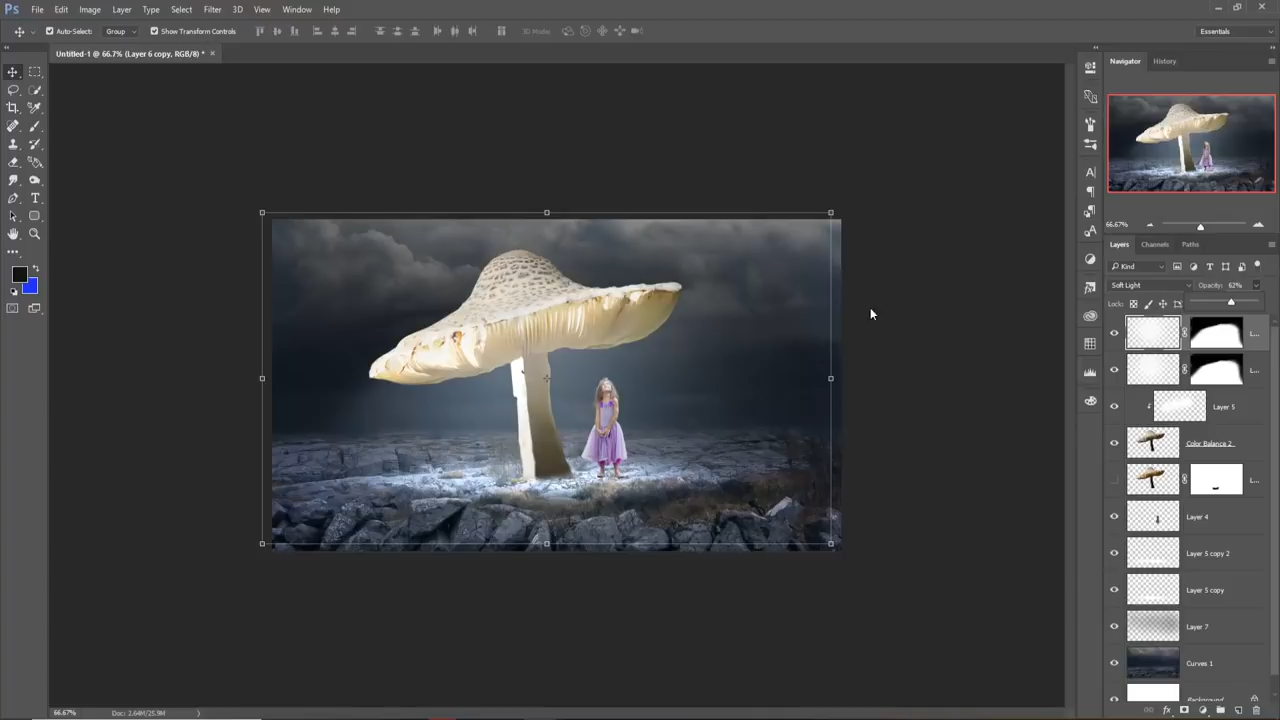 Ps File Edit Image Layer Type Select Filter 3D View Window Help
Auto-Select: Group Show Transform Controls 3D Mode: Essentials
Untitled-1 @ 66.7% (Layer 6 copy, RGB/8) * ×
Navigator History
66.67%
Layers Channels Paths
Kind
Soft Light Opacity: 62%
Lock:
L...
L...
Layer 5
Color Balance 2
L...
Layer 4
Layer 5 copy 2
Layer 5 copy
Layer 7
Curves 1
Background
66.67% Doc: 2.64M/25.9M